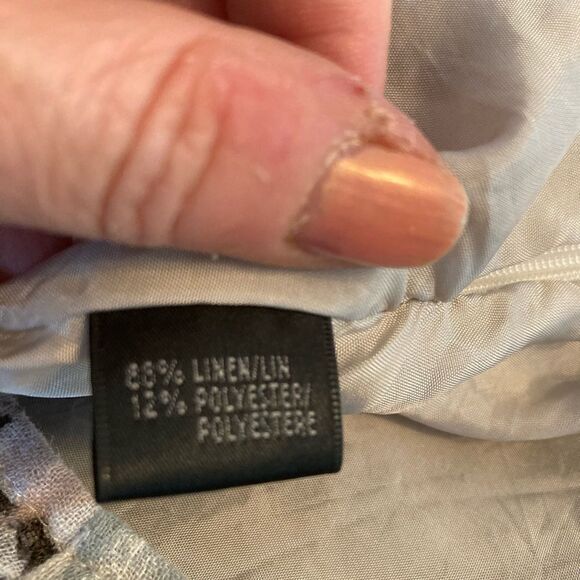 88% LINEN/LIN
12% POLYESTER/
POLYESTERE